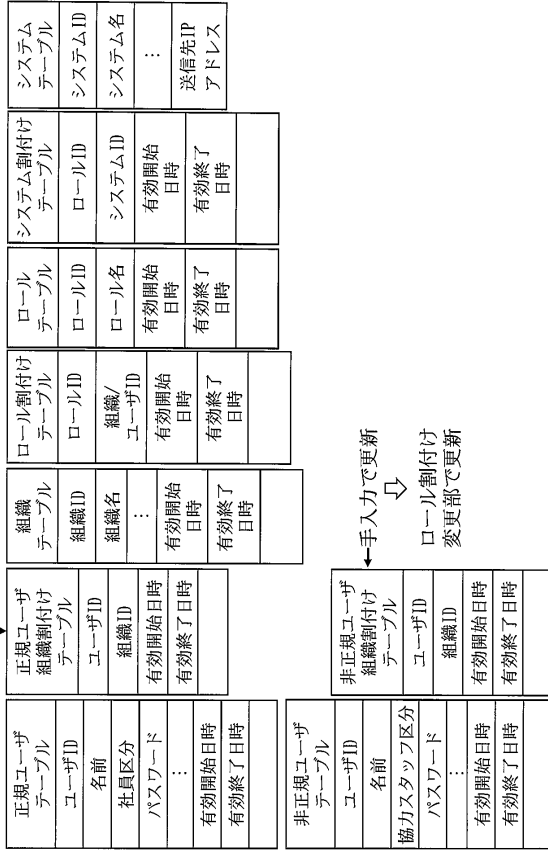 正規ユーザ
テーブル
ユーザID
名前
社員区分
パスワード
⋮
有効開始日時
有効終了日時
正規ユーザ
組織割付け
テーブル
ユーザID
組織ID
有効開始日時
有効終了日時
組織
テーブル
組織ID
組織名
⋮
有効開始
日時
有効終了
日時
ロール割付け
テーブル
ロールID
組織/
ユーザID
有効開始
日時
有効終了
日時
ロール
テーブル
ロールID
ロール名
有効開始
日時
有効終了
日時
システム割付け
テーブル
ロールID
システムID
有効開始
日時
有効終了
日時
システム
テーブル
システムID
システム名
⋮
送信先IP
アドレス
非正規ユーザ
テーブル
ユーザID
名前
協力スタッフ区分
パスワード
⋮
有効開始日時
有効終了日時
非正規ユーザ
組織割付け
テーブル
ユーザID
組織ID
有効開始日時
有効終了日時
手入力で更新
ロール割付け
変更部で更新